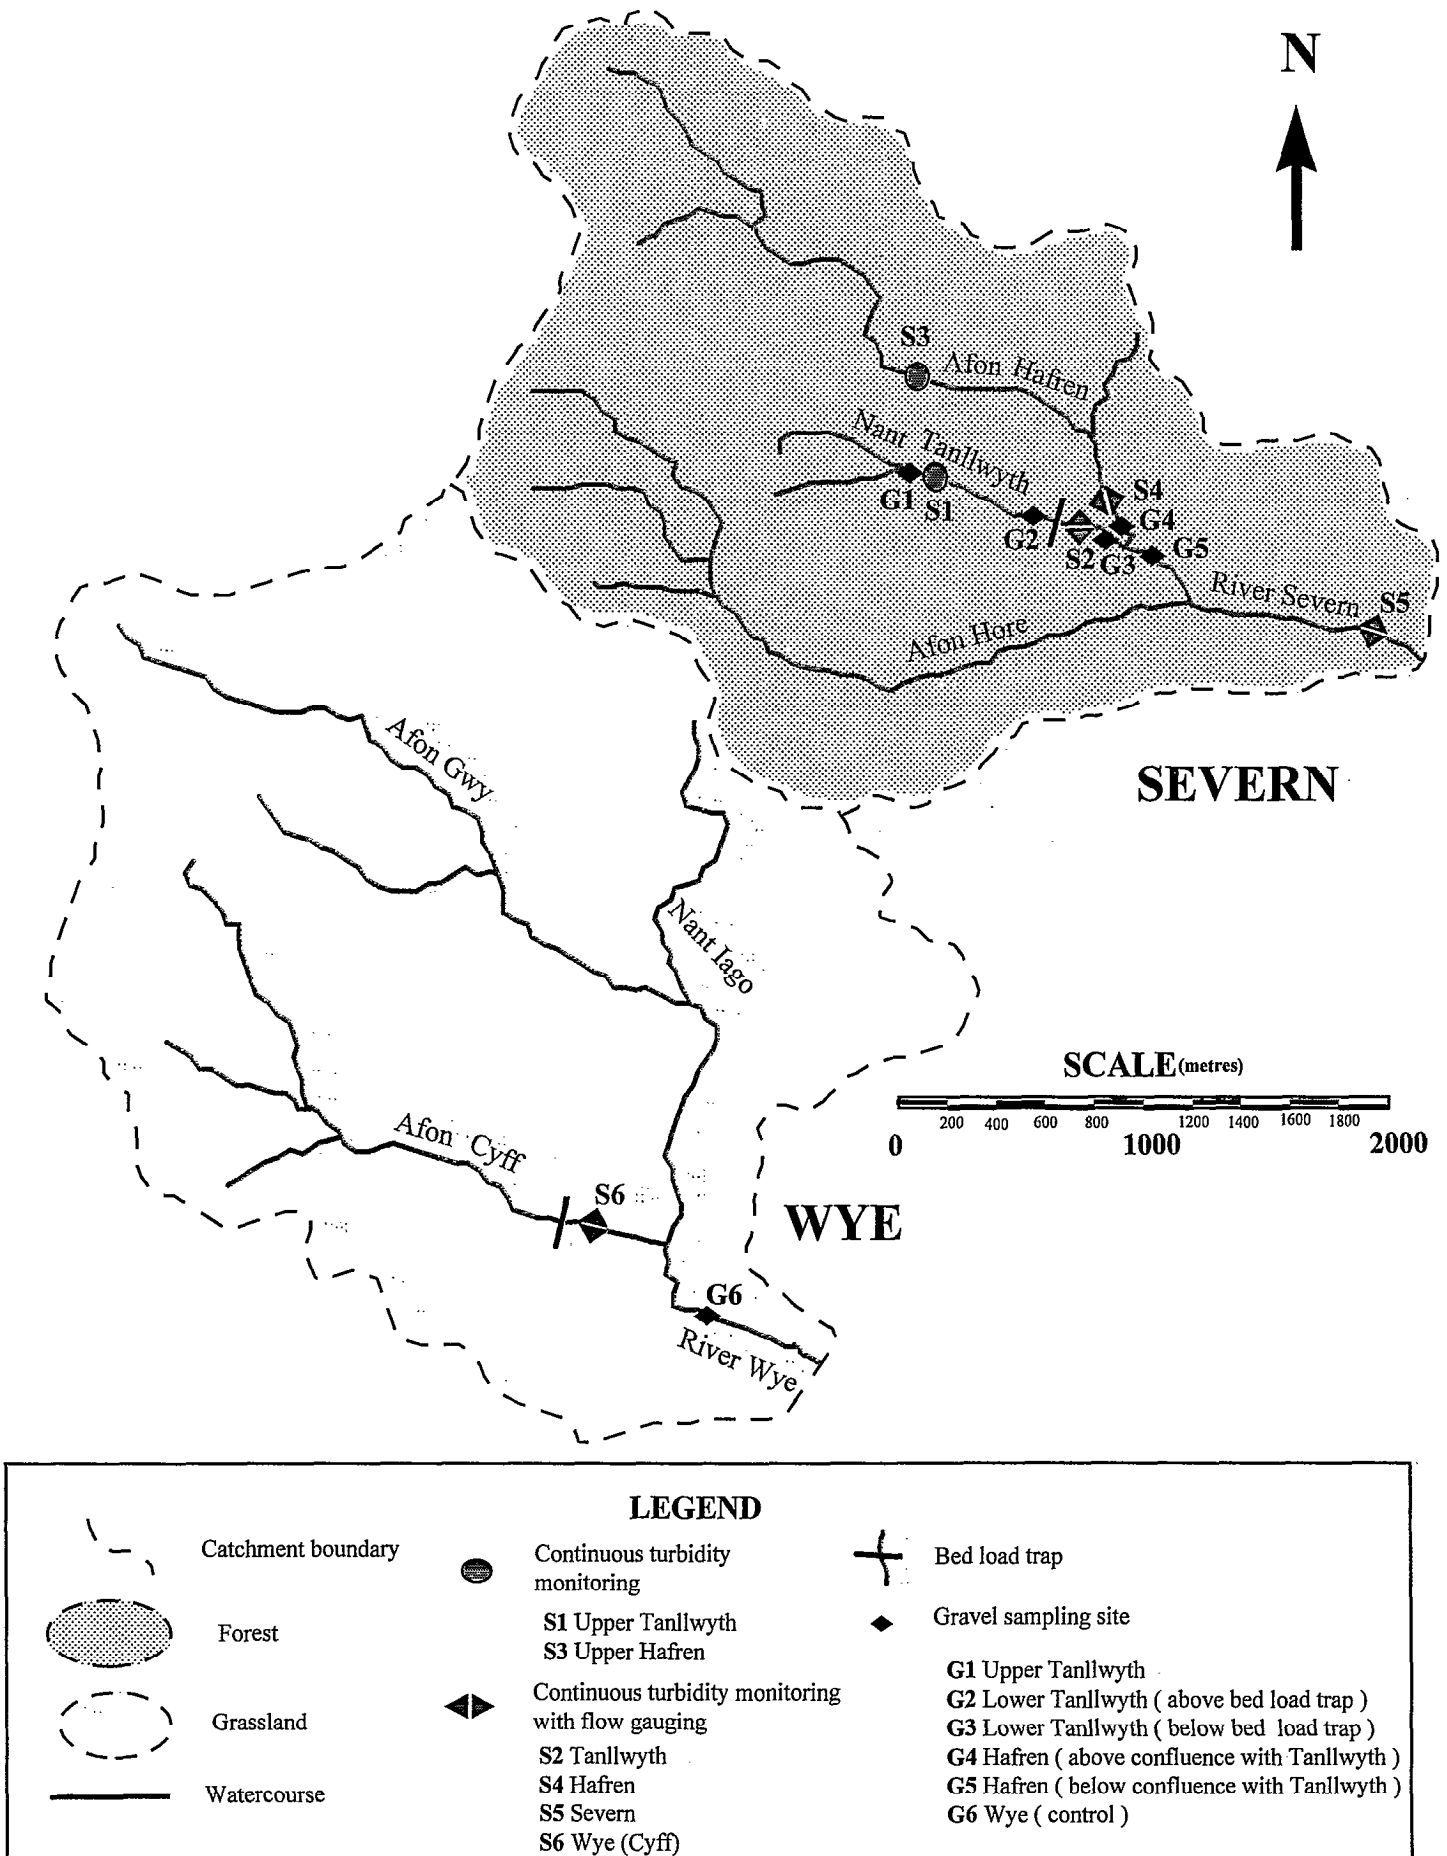 N
S3
Afon Hafren
Nant Tanllwyth
G1
S1
S4
G2
G4
S2
G3
G5
River Severn
S5
Afon Hore
Afon Gwy
SEVERN
Nant Iago
SCALE (metres)
200 400 600 800 1200 1400 1600 1800
0 1000 2000
Afon Cyff
S6
WYE
G6
River Wye
LEGEND
Catchment boundary
Forest
Grassland
Watercourse
Continuous turbidity
monitoring
S1 Upper Tanllwyth
S3 Upper Hafren
Continuous turbidity monitoring
with flow gauging
S2 Tanllwyth
S4 Hafren
S5 Severn
S6 Wye (Cyff)
Bed load trap
Gravel sampling site
G1 Upper Tanllwyth
G2 Lower Tanllwyth ( above bed load trap )
G3 Lower Tanllwyth ( below bed load trap )
G4 Hafren ( above confluence with Tanllwyth )
G5 Hafren ( below confluence with Tanllwyth )
G6 Wye ( control )